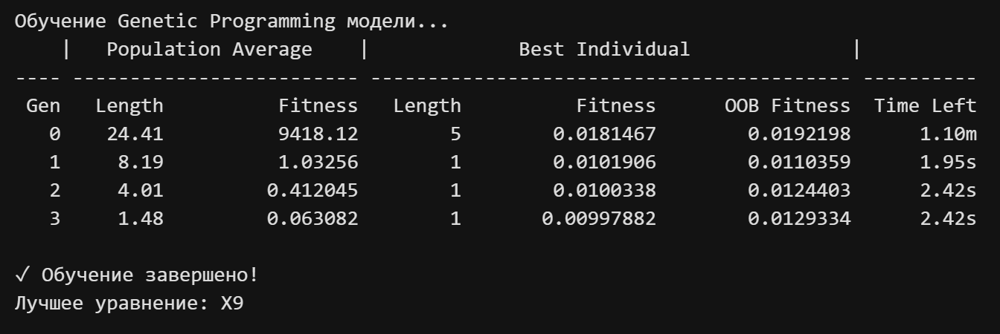 Обучение Genetic Programming модели...
    |   Population Average    |             Best Individual              |
---- ------------------------- ------------------------------------------ ----------
 Gen   Length          Fitness   Length          Fitness      OOB Fitness  Time Left
   0    24.41          9418.12        5        0.0181467        0.0192198      1.10m
   1     8.19          1.03256        1        0.0101906        0.0110359      1.95s
   2     4.01         0.412045        1        0.0100338        0.0124403      2.42s
   3     1.48         0.063082        1       0.00997882        0.0129334      2.42s
✓ Обучение завершено!
Лучшее уравнение: X9